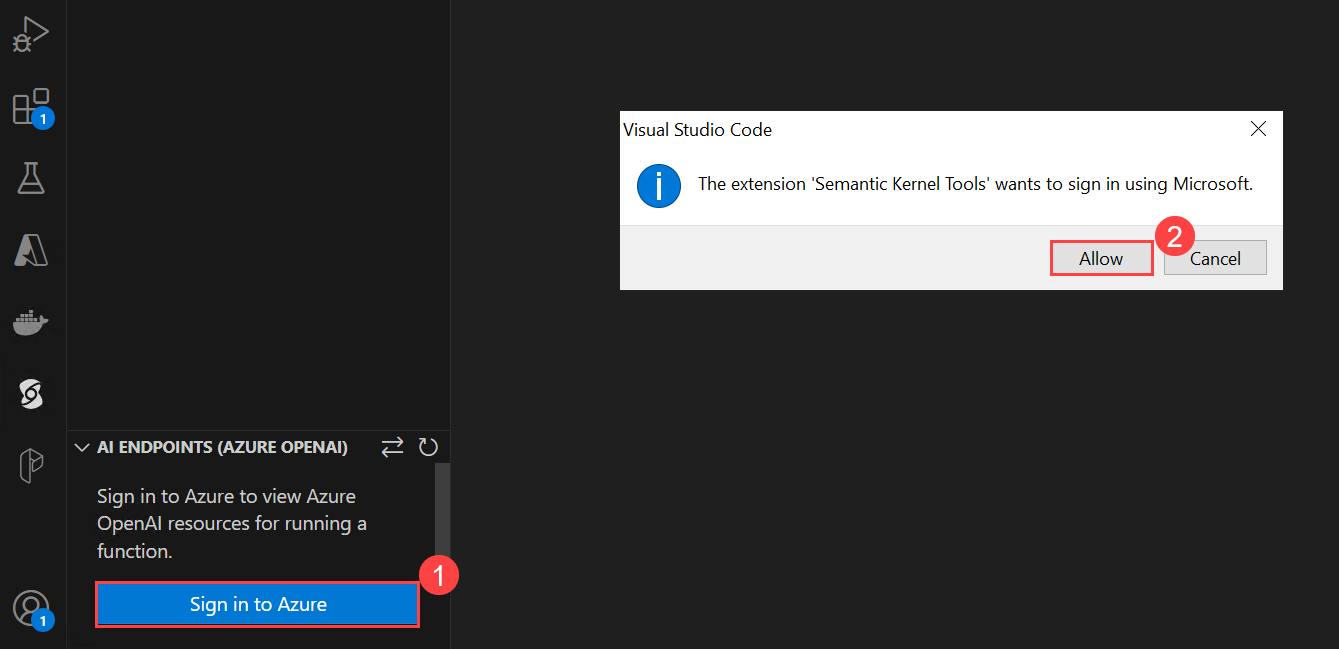 1
Visual Studio Code
The extension 'Semantic Kernel Tools' wants to sign in using Microsoft.
2
Allow
Cancel
AI ENDPOINTS (AZURE OPENAI)
Sign in to Azure to view Azure
OpenAI resources for running a
function.
1
Sign in to Azure
1